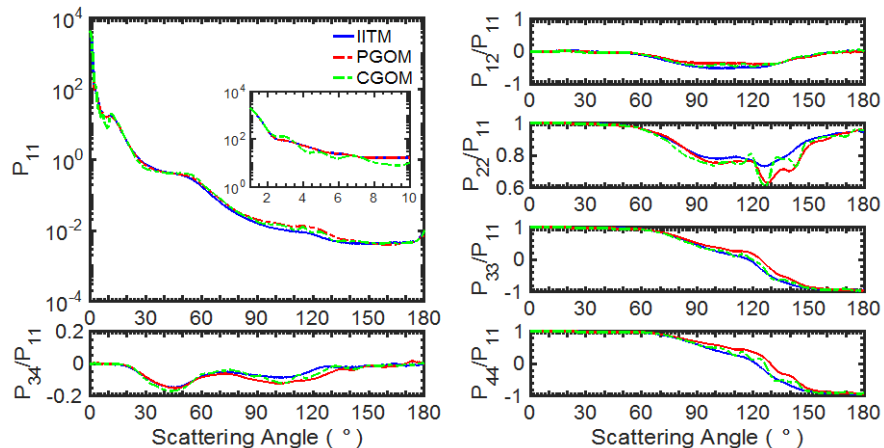 10^4
10^2
10^0
10^-2
10^-4
P11
IITM
PGOM
CGOM
10^4
10^2
10^0
2 4 6 8 10
0 30 60 90 120 150 180
0.2
0
-0.2
P34/P11
0 30 60 90 120 150 180
Scattering Angle (°)
1
0
-1
P12/P11
0 30 60 90 120 150 180
1
0.8
0.6
P22/P11
0 30 60 90 120 150 180
1
0
-1
P33/P11
0 30 60 90 120 150 180
1
0
-1
P44/P11
0 30 60 90 120 150 180
Scattering Angle (°)